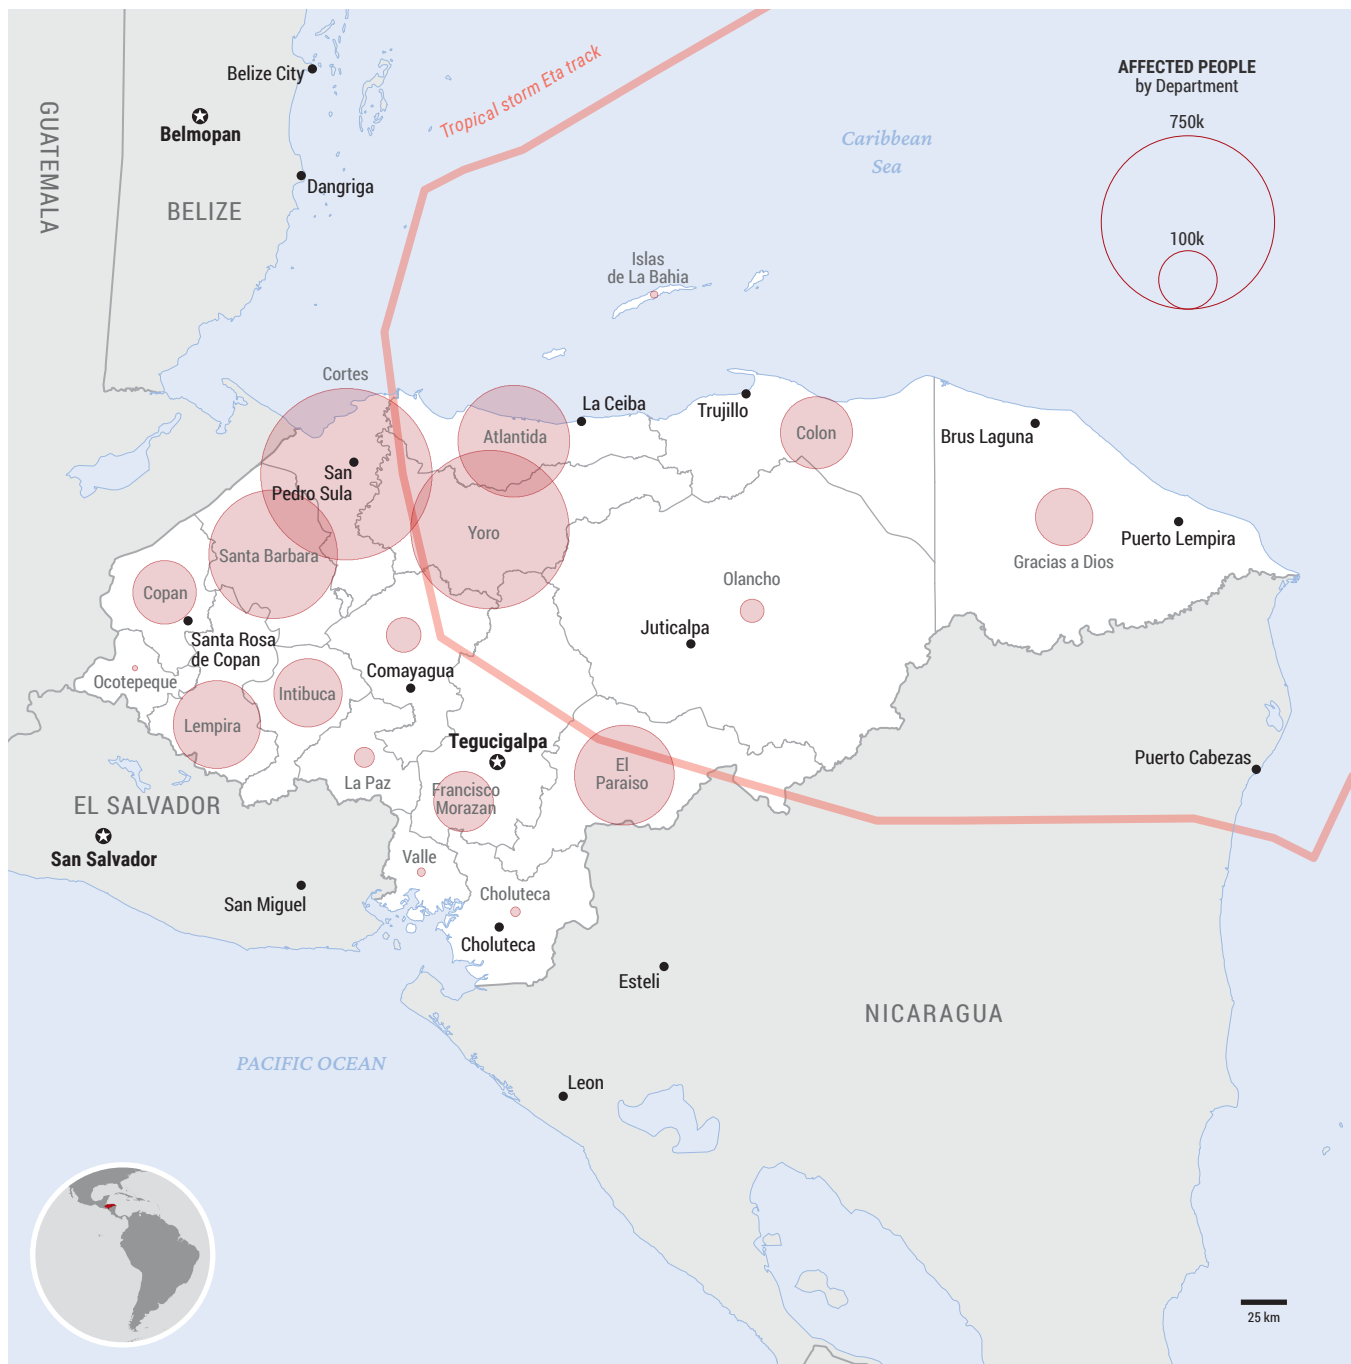 AFFECTED PEOPLE
by Department
750k
100k
Tropical storm Eta track
Caribbean
Sea
GUATEMALA
Belize City
Belmopan
Dangriga
BELIZE
Islas
de La Bahia
Cortes
La Ceiba
Trujillo
Atlantida
Colon
Brus Laguna
San
Pedro Sula
Yoro
Puerto Lempira
Santa Barbara
Gracias a Dios
Copan
Olancho
Juticalpa
Santa Rosa
de Copan
Comayagua
Ocotepeque
Intibuca
Lempira
Tegucigalpa
Puerto Cabezas
El
Paraiso
La Paz
Francisco
Morazan
EL SALVADOR
San Salvador
Valle
Choluteca
San Miguel
Choluteca
Esteli
NICARAGUA
PACIFIC OCEAN
Leon
25 km